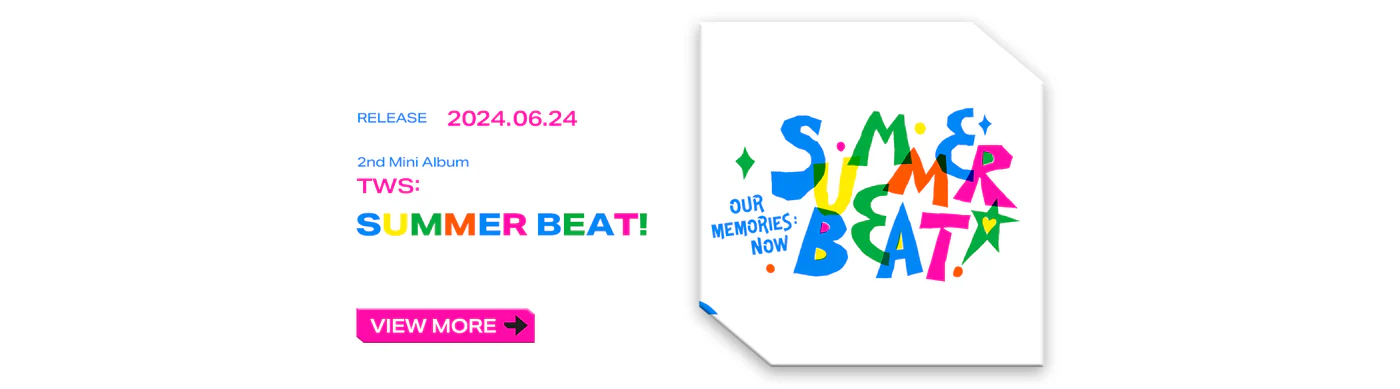 RELEASE 2024.06.24
2nd Mini Album
TWS:
SUMMER BEAT!
VIEW MORE
SUMMER
BEAT.
OUR
MEMORIES:
NOW